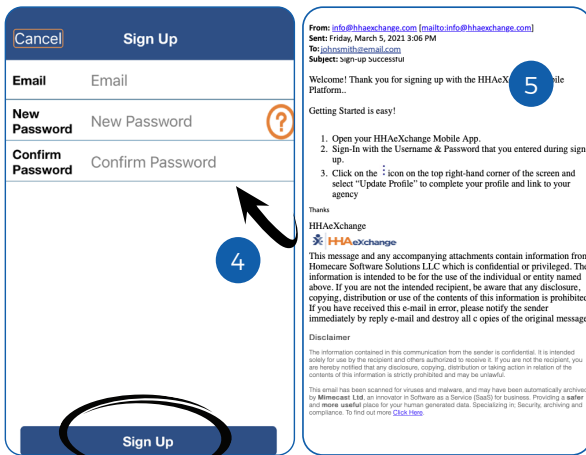 Cancel Sign Up
Email Email
New
Password New Password ?
Confirm
Password Confirm Password
4
Sign Up
From: info@hhaexchange.com [mailto:info@hhaexchange.com]
Sent: Friday, March 5, 2021 3:06 PM
To: johnsmith@email.com
Subject: Sign-up Successful
5
Welcome! Thank you for signing up with the HHAeX
Platform..
Getting Started is easy!
1. Open your HHAeXchange Mobile App.
2. Sign-In with the Username & Password that you entered during sign
up.
3. Click on the ⋮ icon on the top right-hand corner of the screen and
select “Update Profile” to complete your profile and link to your
agency
Thanks
HHAeXchange
HHAeXchange
This message and any accompanying attachments contain information from
Homecare Software Solutions LLC which is confidential or privileged. The
information is intended to be for the use of the individual or entity named
above. If you are not the intended recipient, be aware that any disclosure,
copying, distribution or use of the contents of this information is prohibited
If you have received this e-mail in error, please notify the sender
immediately by reply e-mail and destroy all c opies of the original message
Disclaimer
The information contained in this communication from the sender is confidential. It is intended
solely for use by the recipient and others authorized to receive it. If you are not the recipient, you
are hereby notified that any disclosure, copying, distribution or taking action in relation of the
contents of this information is strictly prohibited and may be unlawful.
This email has been scanned for viruses and malware, and may have been automatically archived
by Mimecast Ltd, an innovator in Software as a Service (SaaS) for business. Providing a safer
and more useful place for your human generated data. Specializing in; Security, archiving and
compliance. To find out more Click Here.